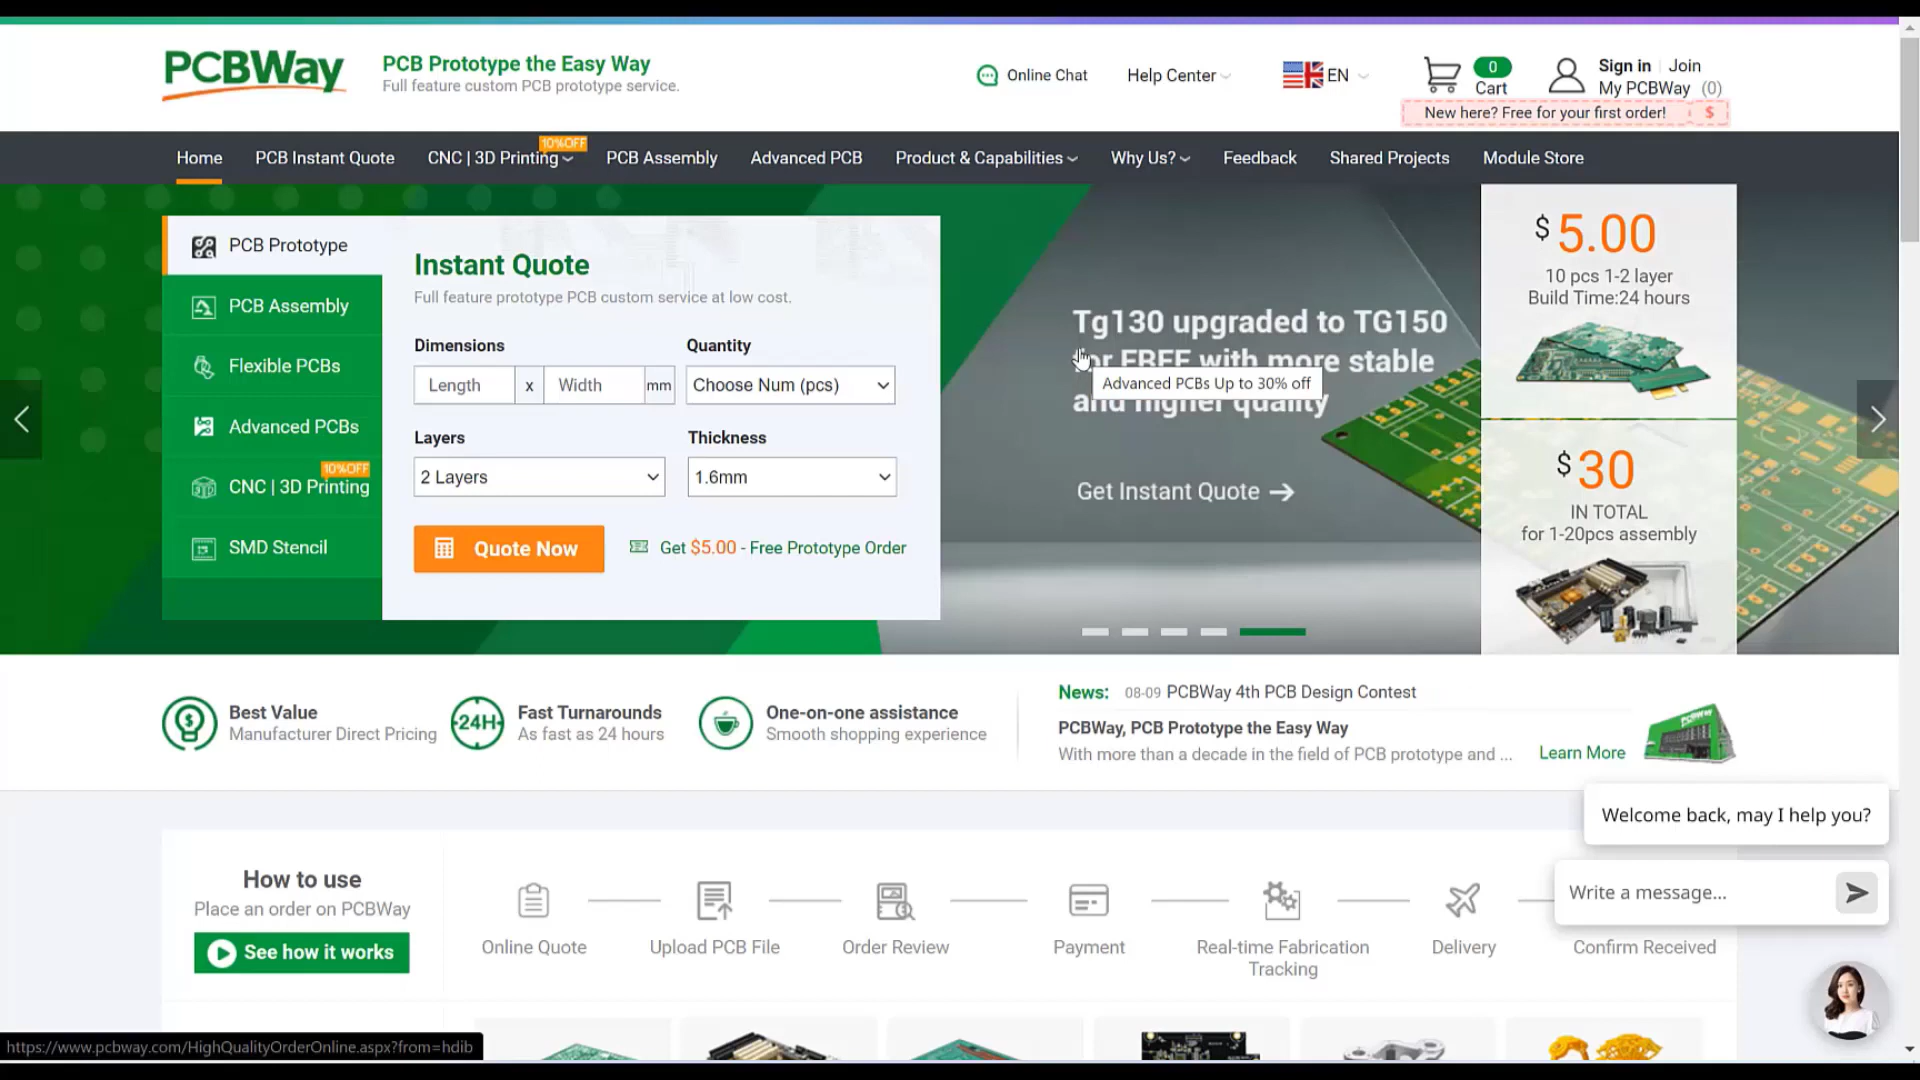 PCBWay
PCB Prototype the Easy Way
Full feature custom PCB prototype service.
Online Chat
Help Center
EN
0
Cart
Sign in
Join
My PCBWay (0)
New here? Free for your first order! $
Home
PCB Instant Quote
CNC | 3D Printing
10%OFF
PCB Assembly
Advanced PCB
Product & Capabilities
Why Us?
Feedback
Shared Projects
Module Store
PCB Prototype
PCB Assembly
Flexible PCBs
Advanced PCBs
10%OFF
CNC | 3D Printing
SMD Stencil
Instant Quote
Full feature prototype PCB custom service at low cost.
Dimensions
Length x Width mm
Quantity
Choose Num (pcs)
Layers
2 Layers
Thickness
1.6mm
Quote Now
Get $5.00 - Free Prototype Order
Tg130 upgraded to TG150
for FREE with more stable
and higher quality
Advanced PCBs Up to 30% off
Get Instant Quote
$ 5.00
10 pcs 1-2 layer
Build Time:24 hours
$ 30
IN TOTAL
for 1-20pcs assembly
Best Value
Manufacturer Direct Pricing
24H
Fast Turnarounds
As fast as 24 hours
One-on-one assistance
Smooth shopping experience
News: 08-09 PCBWay 4th PCB Design Contest
PCBWay, PCB Prototype the Easy Way
With more than a decade in the field of PCB prototype and ...
Learn More
Welcome back, may I help you?
Write a message...
How to use
Place an order on PCBWay
See how it works
Online Quote
Upload PCB File
Order Review
Payment
Real-time Fabrication
Tracking
Delivery
Confirm Received
https://www.pcbway.com/HighQualityOrderOnline.aspx?from=hdib